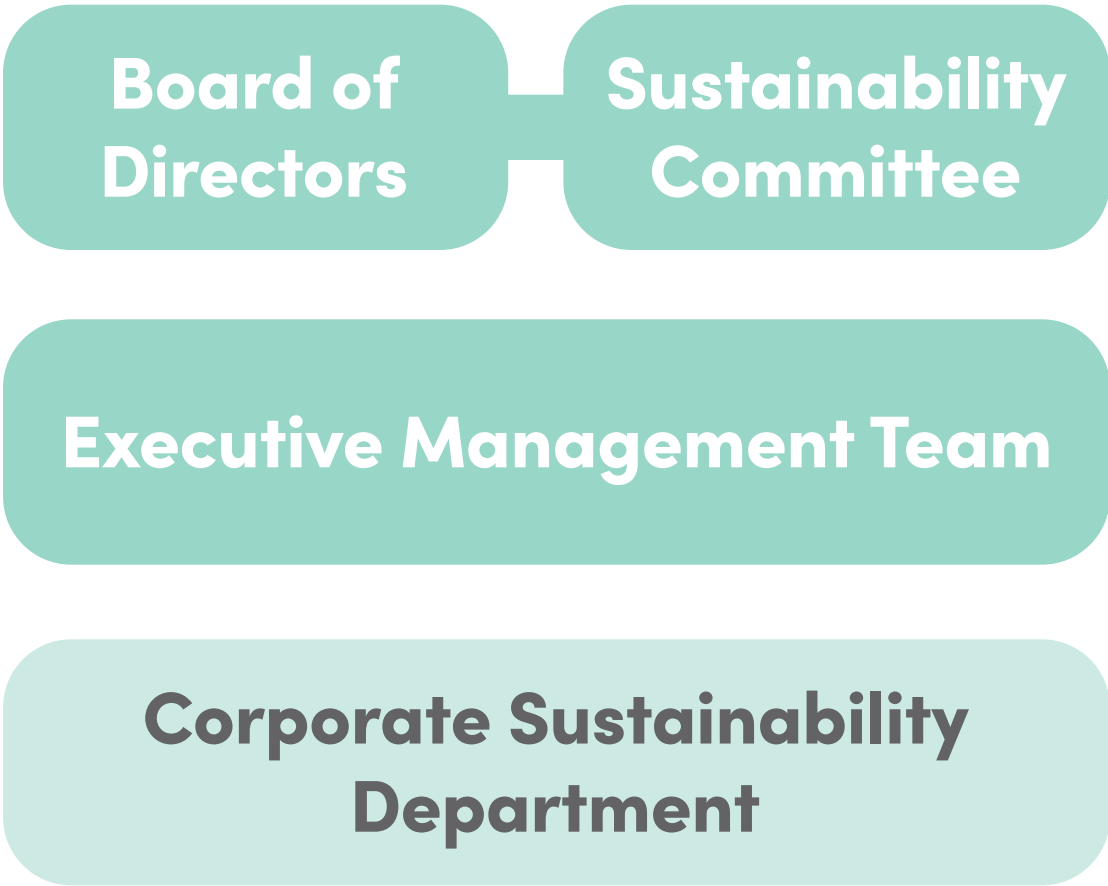 Board of
Directors
Sustainability
Committee
Executive Management Team
Corporate Sustainability
Department